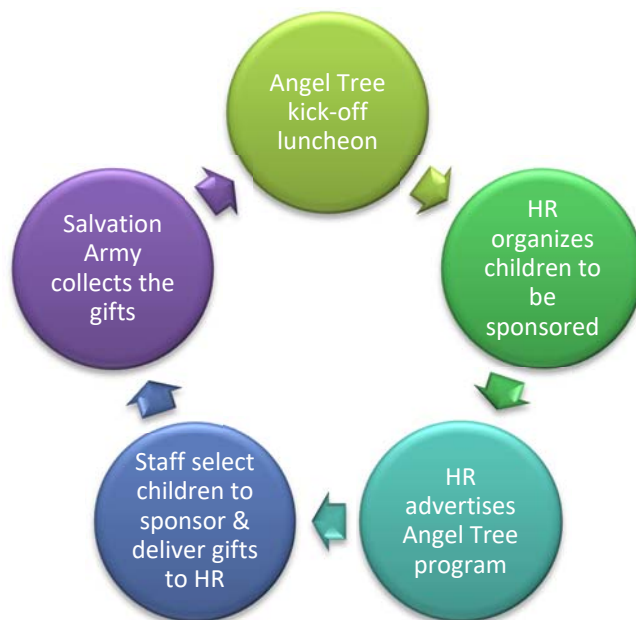 Angel Tree
kick-off
luncheon
HR
organizes
children to
be
sponsored
HR
advertises
Angel Tree
program
Staff select
children to
sponsor &
deliver gifts
to HR
Salvation
Army
collects the
gifts